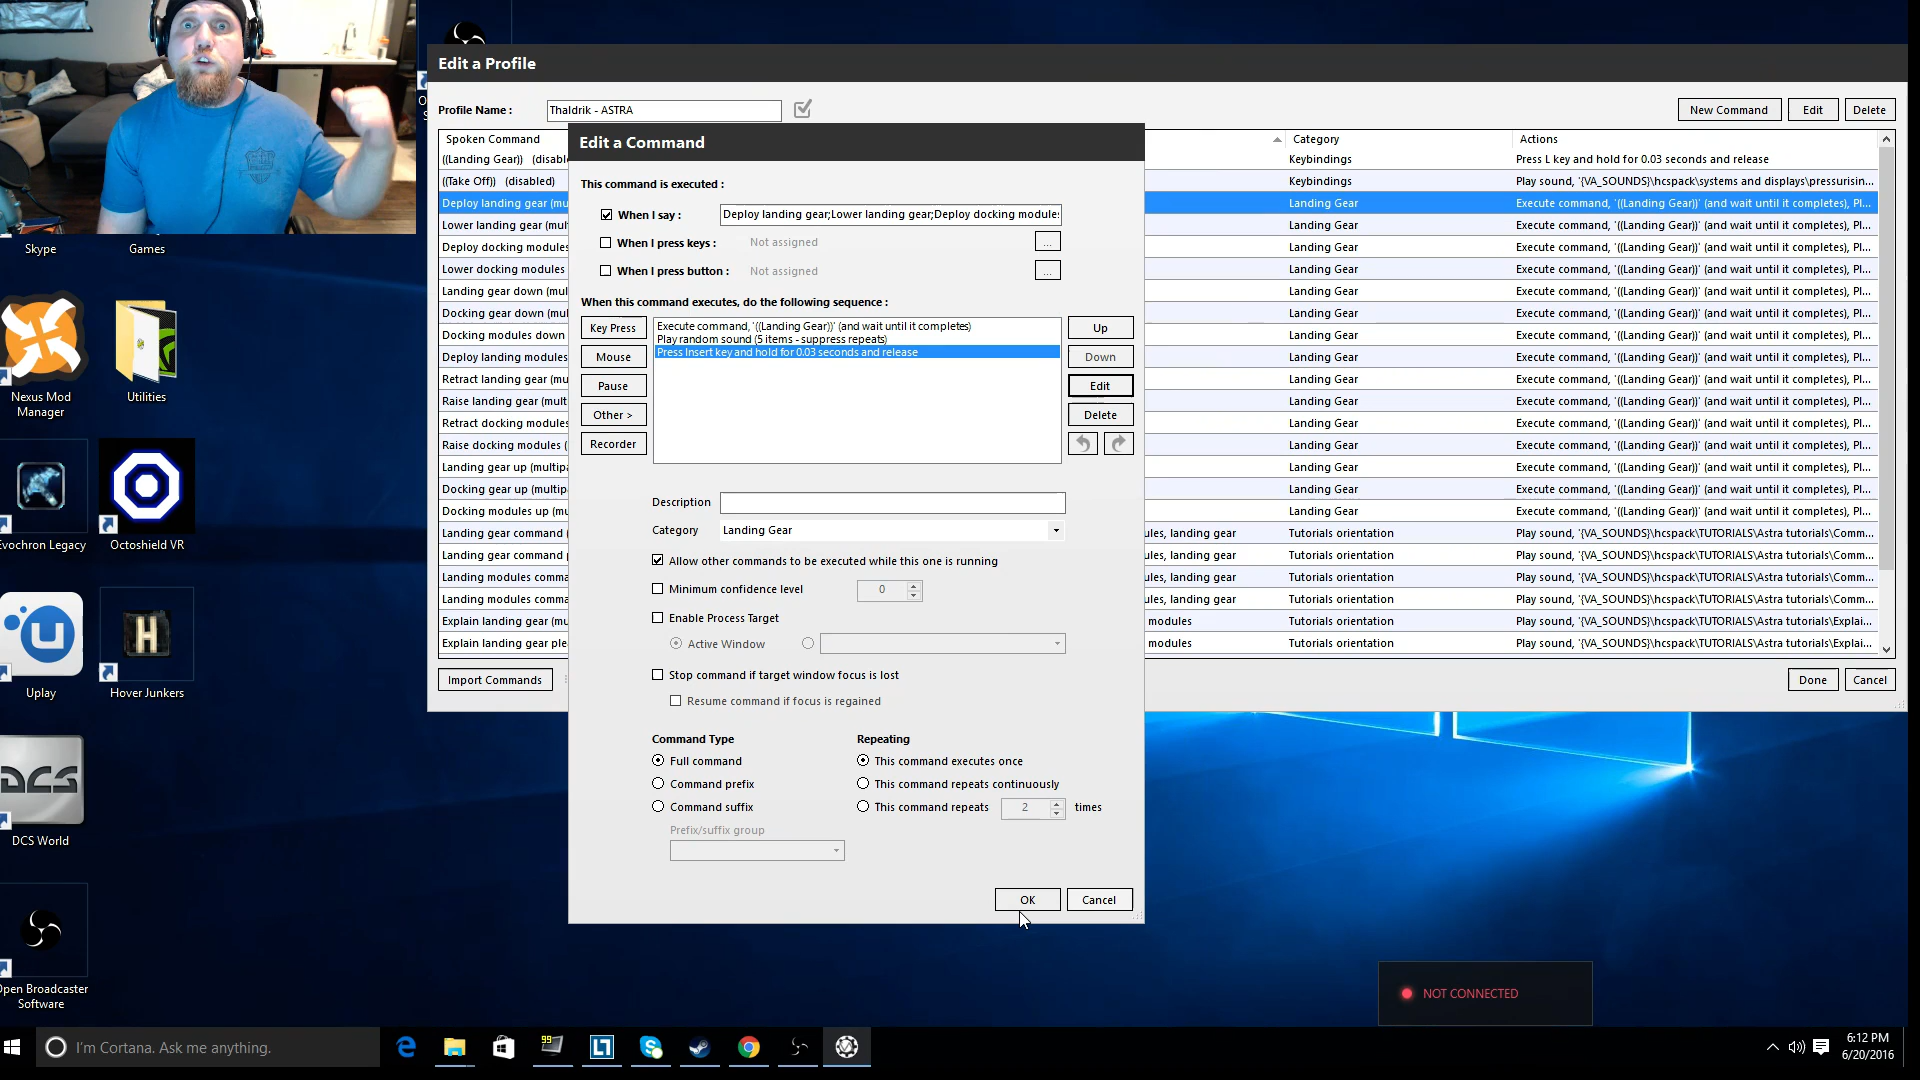 Edit a Profile
Profile Name :
Thaldrik - ASTRA
New Command
Edit
Delete
Spoken Command
Category
Actions
((Landing Gear)) (disabl
Keybindings
Press L key and hold for 0.03 seconds and release
((Take Off)) (disabled)
Keybindings
Play sound, '{VA_SOUNDS}\hcspack\systems and displays\pressurisin...
Deploy landing gear (mu
Landing Gear
Execute command, '((Landing Gear))' (and wait until it completes), Pl...
Lower landing gear (mul
Landing Gear
Execute command, '((Landing Gear))' (and wait until it completes), Pl...
Deploy docking modules
Landing Gear
Execute command, '((Landing Gear))' (and wait until it completes), Pl...
Lower docking modules
Landing Gear
Execute command, '((Landing Gear))' (and wait until it completes), Pl...
Landing gear down (mul
Landing Gear
Execute command, '((Landing Gear))' (and wait until it completes), Pl...
Docking gear down (mu
Landing Gear
Execute command, '((Landing Gear))' (and wait until it completes), Pl...
Docking modules down
Landing Gear
Execute command, '((Landing Gear))' (and wait until it completes), Pl...
Deploy landing modules
Landing Gear
Execute command, '((Landing Gear))' (and wait until it completes), Pl...
Retract landing gear (mu
Landing Gear
Execute command, '((Landing Gear))' (and wait until it completes), Pl...
Raise landing gear (mult
Landing Gear
Execute command, '((Landing Gear))' (and wait until it completes), Pl...
Retract docking modules
Landing Gear
Execute command, '((Landing Gear))' (and wait until it completes), Pl...
Raise docking modules (
Landing Gear
Execute command, '((Landing Gear))' (and wait until it completes), Pl...
Landing gear up (multipa
Landing Gear
Execute command, '((Landing Gear))' (and wait until it completes), Pl...
Docking gear up (multip
Landing Gear
Execute command, '((Landing Gear))' (and wait until it completes), Pl...
Docking modules up (mu
Landing Gear
Execute command, '((Landing Gear))' (and wait until it completes), Pl...
Landing gear command (
ules, landing gear
Tutorials orientation
Play sound, '{VA_SOUNDS}\hcspack\TUTORIALS\Astra tutorials\Comm...
Landing gear command p
ules, landing gear
Tutorials orientation
Play sound, '{VA_SOUNDS}\hcspack\TUTORIALS\Astra tutorials\Comm...
Landing modules comma
ules, landing gear
Tutorials orientation
Play sound, '{VA_SOUNDS}\hcspack\TUTORIALS\Astra tutorials\Comm...
Landing modules comma
ules, landing gear
Tutorials orientation
Play sound, '{VA_SOUNDS}\hcspack\TUTORIALS\Astra tutorials\Comm...
Explain landing gear (mu
modules
Tutorials orientation
Play sound, '{VA_SOUNDS}\hcspack\TUTORIALS\Astra tutorials\Explai...
Explain landing gear ple
modules
Tutorials orientation
Play sound, '{VA_SOUNDS}\hcspack\TUTORIALS\Astra tutorials\Explai...
Import Commands
Done
Cancel
Edit a Command
This command is executed :
When I say :
Deploy landing gear;Lower landing gear;Deploy docking modules
When I press keys :
Not assigned
...
When I press button :
Not assigned
...
When this command executes, do the following sequence :
Key Press
Mouse
Pause
Other >
Recorder
Execute command, '((Landing Gear))' (and wait until it completes)
Play random sound (5 items - suppress repeats)
Press Insert key and hold for 0.03 seconds and release
Up
Down
Edit
Delete
Description
Category
Landing Gear
Allow other commands to be executed while this one is running
Minimum confidence level
0
Enable Process Target
Active Window
Stop command if target window focus is lost
Resume command if focus is regained
Command Type
Repeating
Full command
This command executes once
Command prefix
This command repeats continuously
Command suffix
This command repeats
2
times
Prefix/suffix group
OK
Cancel
Skype
Games
Nexus Mod
Manager
Utilities
Evochron Legacy
Octoshield VR
Uplay
H
Hover Junkers
DCS
DCS World
Open Broadcaster
Software
NOT CONNECTED
I'm Cortana. Ask me anything.
99
6:12 PM
6/20/2016